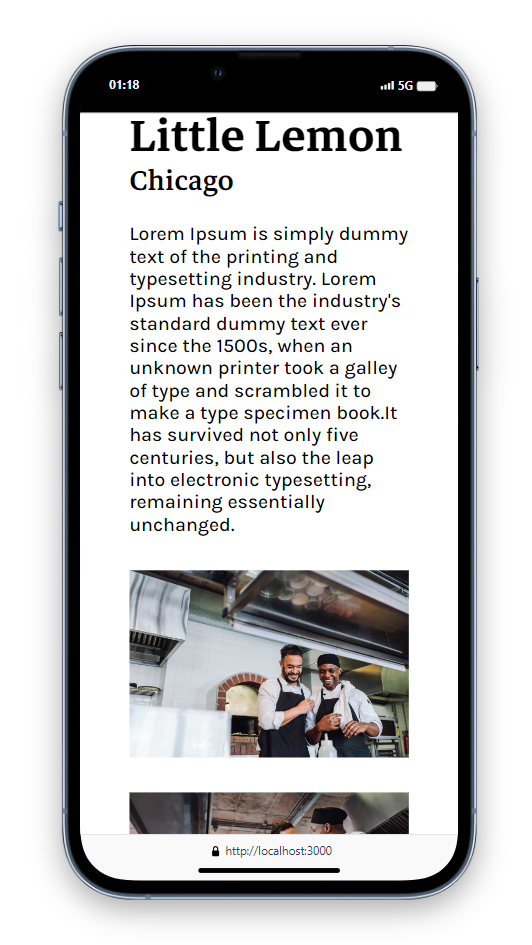 01:18
5G
Little Lemon
Chicago
Lorem Ipsum is simply dummy
text of the printing and
typesetting industry. Lorem
Ipsum has been the industry's
standard dummy text ever
since the 1500s, when an
unknown printer took a galley
of type and scrambled it to
make a type specimen book.It
has survived not only five
centuries, but also the leap
into electronic typesetting,
remaining essentially
unchanged.
http://localhost:3000